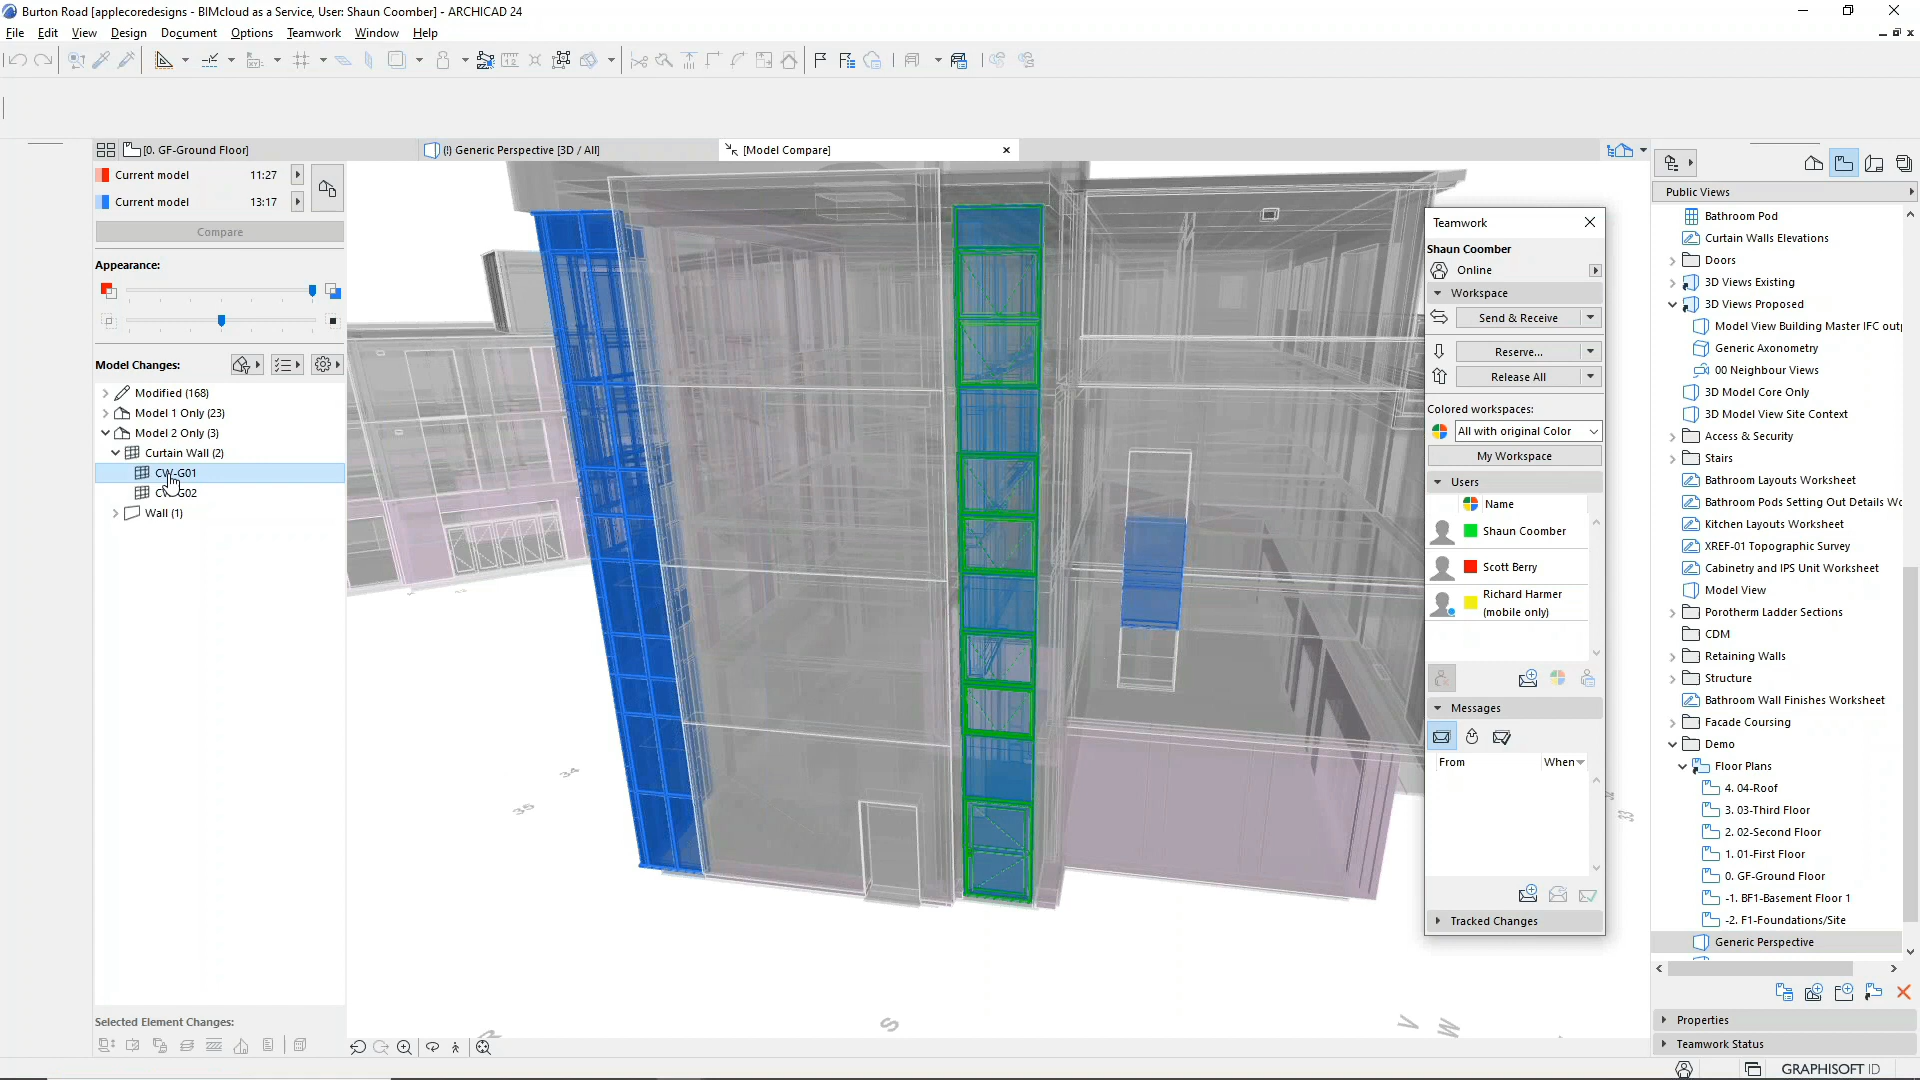 Burton Road [applecoredesigns - BIMcloud as a Service, User: Shaun Coomber] - ARCHICAD 24
File Edit View Design Document Options Teamwork Window Help
[0. GF-Ground Floor]
(!) Generic Perspective [3D / All]
[Model Compare]
Current model 11:27
Current model 13:17
Compare
Appearance:
Model Changes:
Modified (168)
Model 1 Only (23)
Model 2 Only (3)
Curtain Wall (2)
CW-G01
CW-G02
Wall (1)
Selected Element Changes:
34
35
S
V
W
Teamwork
Shaun Coomber
Online
Workspace
Send & Receive
Reserve...
Release All
Colored workspaces:
All with original Color
My Workspace
Users
Name
Shaun Coomber
Scott Berry
Richard Harmer
(mobile only)
Messages
From When
Tracked Changes
Public Views
Bathroom Pod
Curtain Walls Elevations
Doors
3D Views Existing
3D Views Proposed
Model View Building Master IFC out
Generic Axonometry
00 Neighbour Views
3D Model Core Only
3D Model View Site Context
Access & Security
Stairs
Bathroom Layouts Worksheet
Bathroom Pods Setting Out Details Wo
Kitchen Layouts Worksheet
XREF-01 Topographic Survey
Cabinetry and IPS Unit Worksheet
Model View
Porotherm Ladder Sections
CDM
Retaining Walls
Structure
Bathroom Wall Finishes Worksheet
Facade Coursing
Demo
Floor Plans
4. 04-Roof
3. 03-Third Floor
2. 02-Second Floor
1. 01-First Floor
0. GF-Ground Floor
-1. BF1-Basement Floor 1
-2. F1-Foundations/Site
Generic Perspective
Properties
Teamwork Status
GRAPHISOFT ID